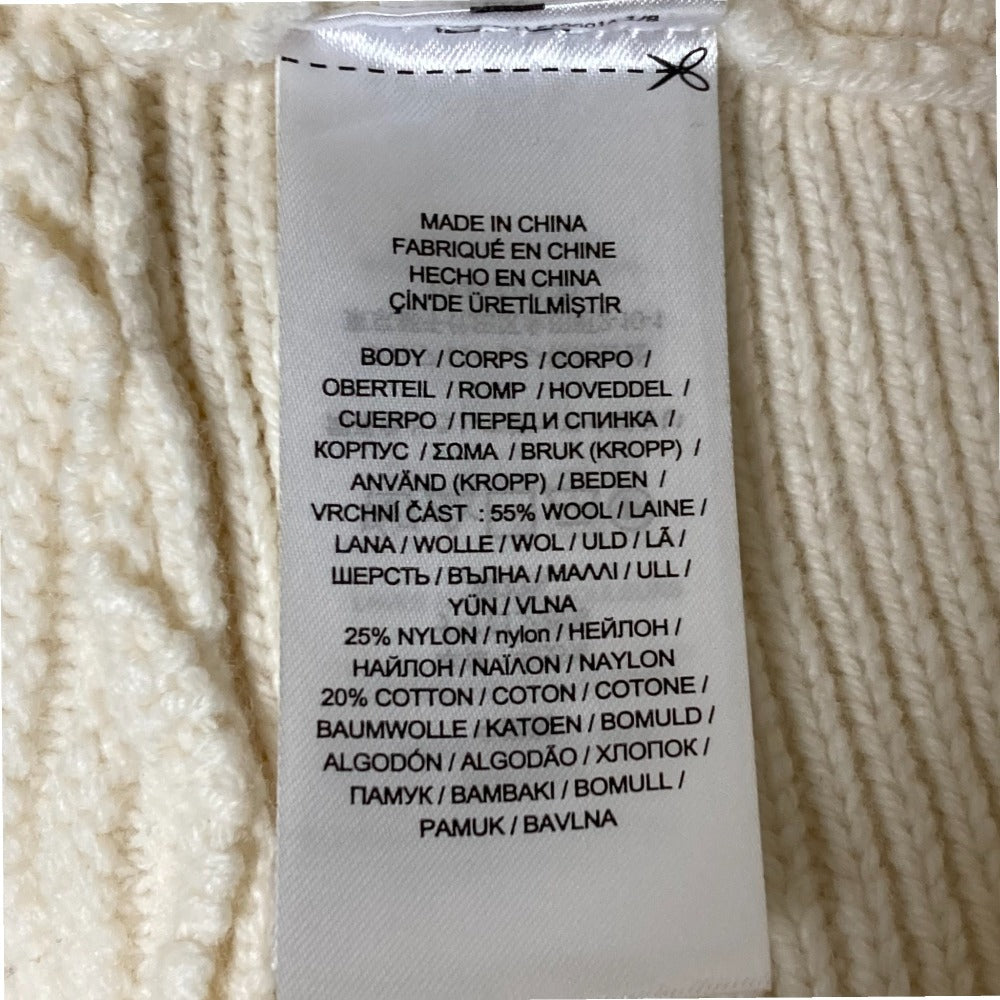 MADE IN CHINA
FABRIQUÉ EN CHINE
HECHO EN CHINA
ÇİN'DE ÜRETİLMİŞTİR
BODY / CORPS / CORPO /
OBERTEIL / ROMP / HOVEDDEL /
CUERPO / ПЕРЕД И СПИНКА /
КОРПУС / ΣΩΜΑ / BRUK (KROPP) /
ANVÄND (KROPP) / BEDEN /
VRCHNÍ ČÁST : 55% WOOL / LAINE /
LANA / WOLLE / WOL / ULD / LÃ /
ШЕРСТЬ / ВЪЛНА / ΜΑΛΛΙ / ULL /
YÜN / VLNA
25% NYLON / nylon / НЕЙЛОН /
НАЙЛОН / ΝΑΪΛΟΝ / NAYLON
20% COTTON / COTON / COTONE /
BAUMWOLLE / KATOEN / BOMULD /
ALGODÓN / ALGODÃO / ХЛОПОК /
ПАМУК / ΒΑΜΒΑΚΙ / BOMULL /
PAMUK / BAVLNA